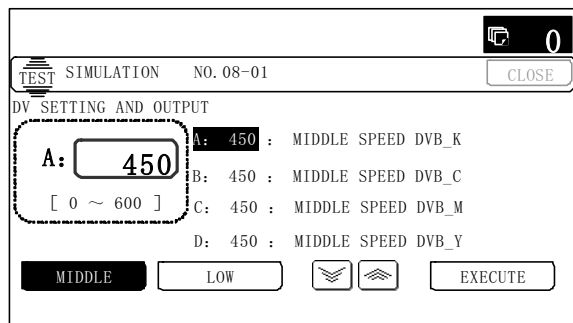 0
TEST SIMULATION NO. 08-01 CLOSE
DV SETTING AND OUTPUT
A: 450
[ 0 ~ 600 ]
A: 450 : MIDDLE SPEED DVB_K
B: 450 : MIDDLE SPEED DVB_C
C: 450 : MIDDLE SPEED DVB_M
D: 450 : MIDDLE SPEED DVB_Y
MIDDLE LOW EXECUTE